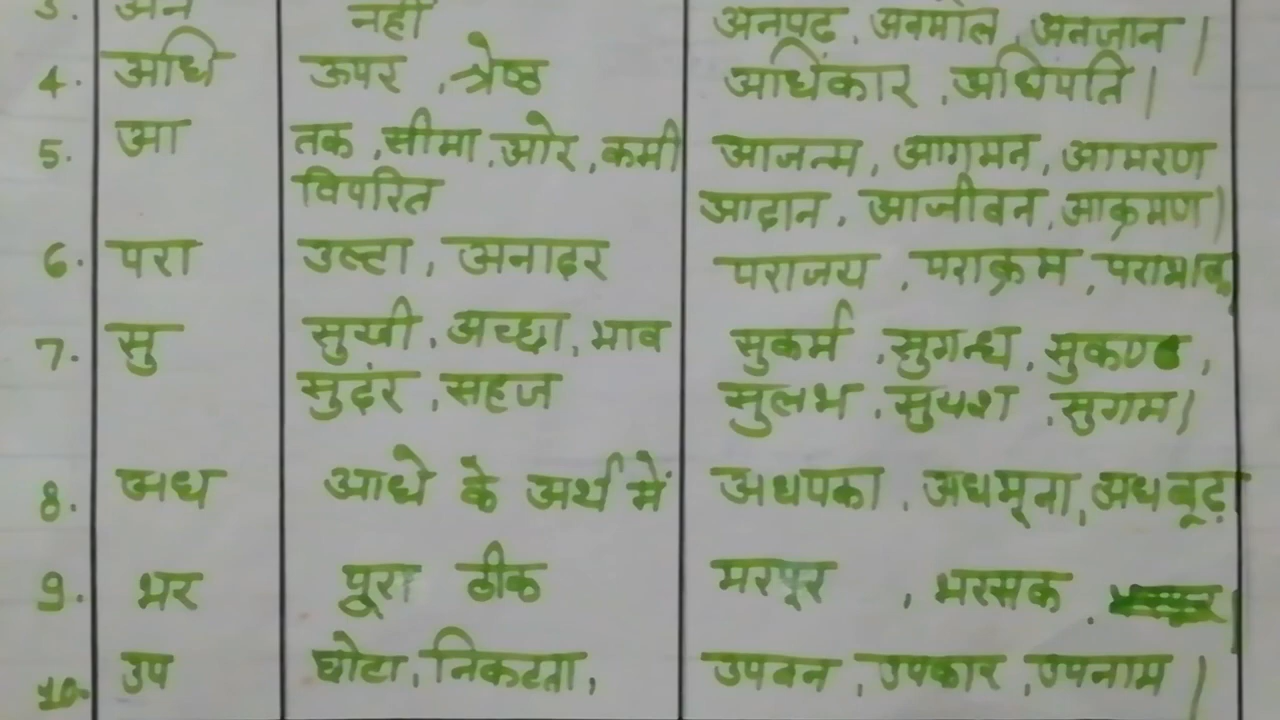 3. अन नहीं अनपढ़, अनमोल, अनजान |
4. अधि ऊपर, श्रेष्ठ अधिकार, अधिपति |
5. आ तक, सीमा, ओर, कमी आजन्म, आगमन, आमरण
विपरित आदान, आजीवन, आक्रमण |
6. परा उल्टा, अनादर पराजय, पराक्रम, पराभाव
7. सु सुखी, अच्छा, भाव सुकर्म, सुगन्ध, सुकण्ठ,
सुदंर, सहज सुलभ, सुयश, सुगम |
8. अध आधे के अर्थ में अधपका, अधमूवा, अधबूढ़ा
9. भर पूरा ठीक भरपूर, भरसक,
10. उप छोटा, निकटता, उपवन, उपकार, उपनाम |